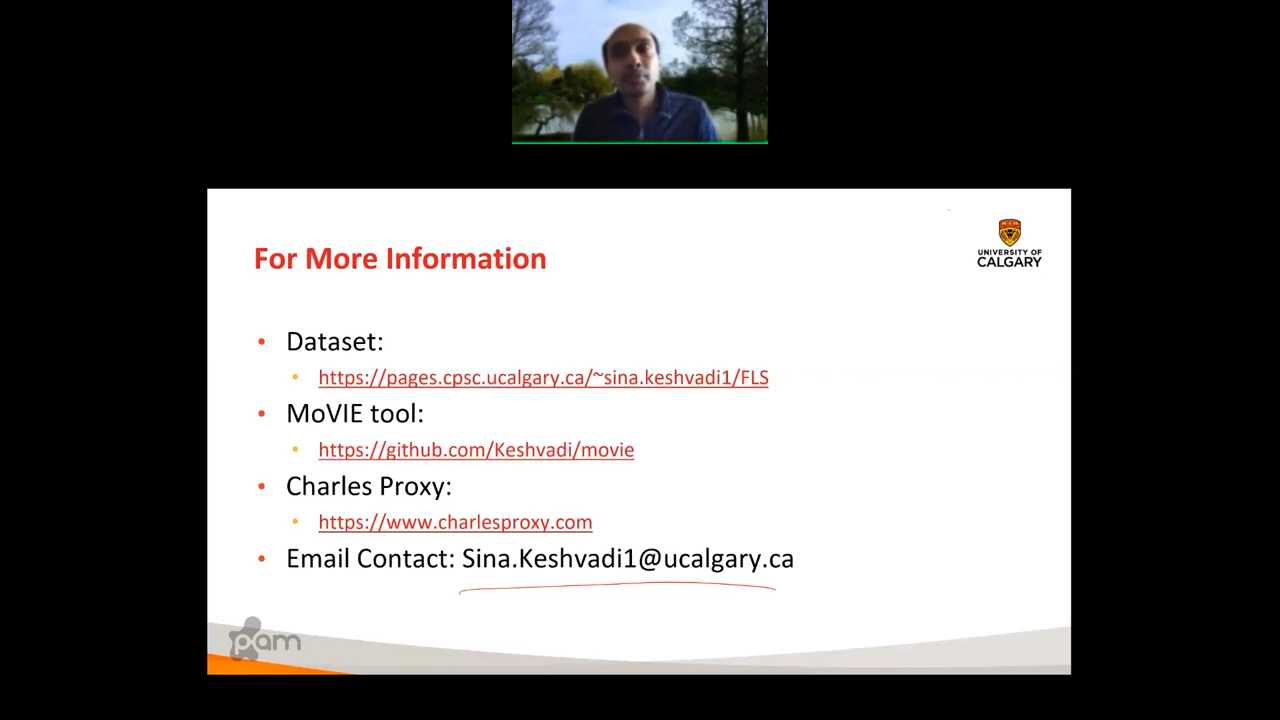 For More Information
UNIVERSITY OF
CALGARY
• Dataset:
• https://pages.cpsc.ucalgary.ca/~sina.keshvadi1/FLS
• MoVIE tool:
• https://github.com/Keshvadi/movie
• Charles Proxy:
• https://www.charlesproxy.com
• Email Contact: Sina.Keshvadi1@ucalgary.ca
pam